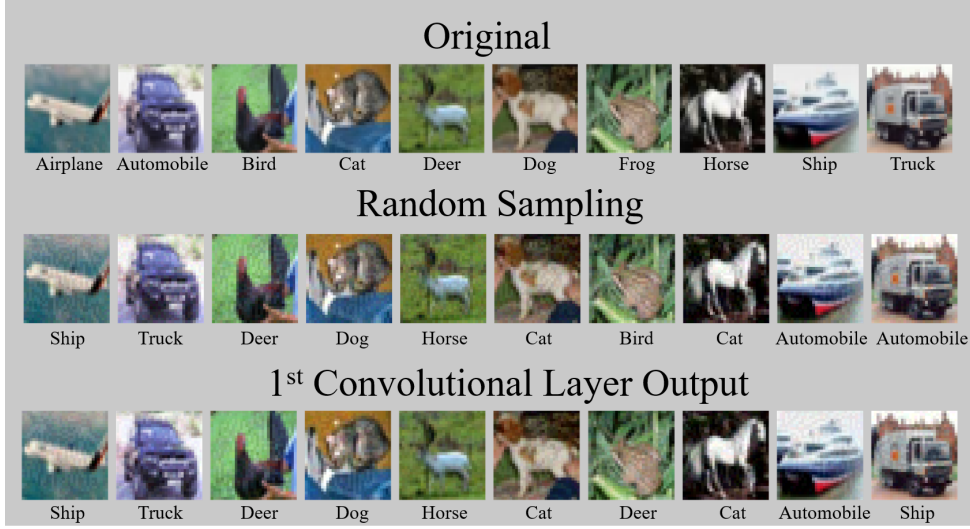 Original
Airplane Automobile Bird Cat Deer Dog Frog Horse Ship Truck
Random Sampling
Ship Truck Deer Dog Horse Cat Bird Cat Automobile Automobile
1st Convolutional Layer Output
Ship Truck Deer Dog Horse Cat Deer Cat Automobile Ship